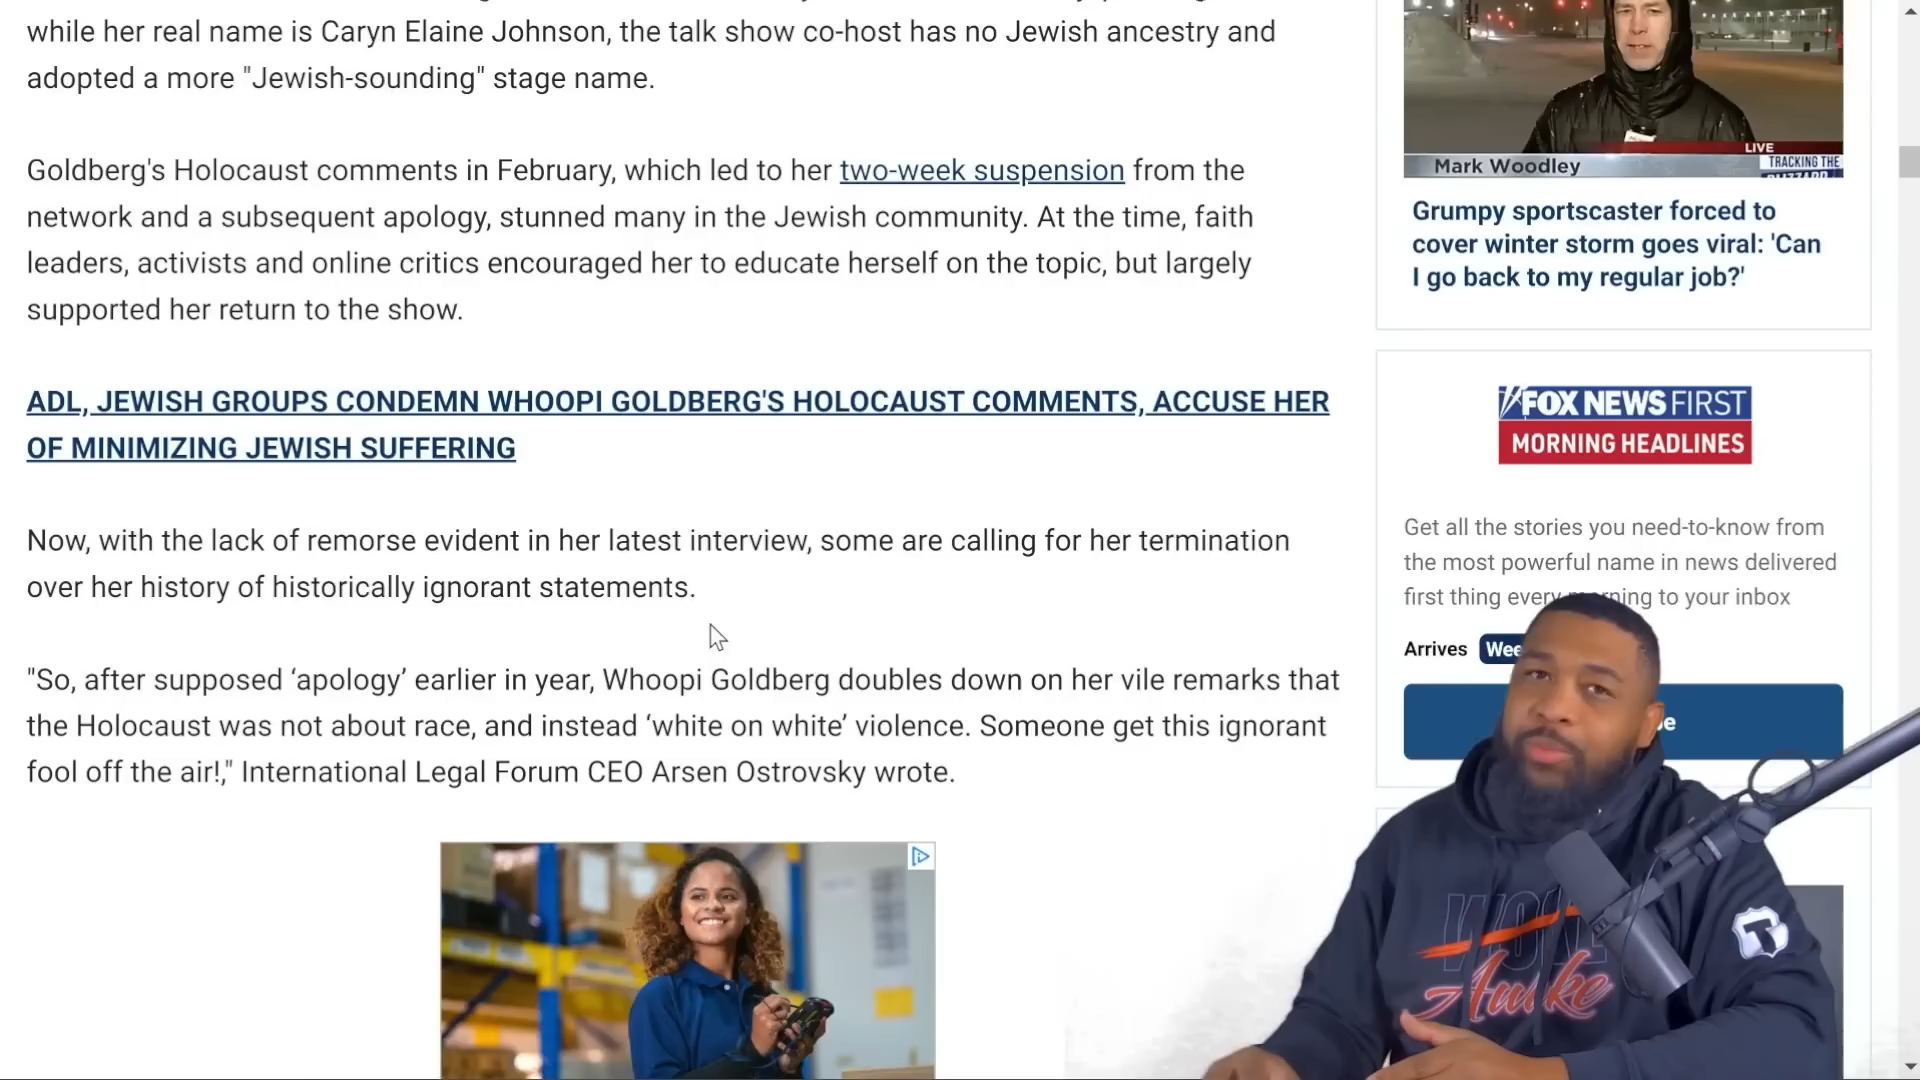 while her real name is Caryn Elaine Johnson, the talk show co-host has no Jewish ancestry and
adopted a more "Jewish-sounding" stage name.
Goldberg's Holocaust comments in February, which led to her two-week suspension from the
network and a subsequent apology, stunned many in the Jewish community. At the time, faith
leaders, activists and online critics encouraged her to educate herself on the topic, but largely
supported her return to the show.
ADL, JEWISH GROUPS CONDEMN WHOOPI GOLDBERG'S HOLOCAUST COMMENTS, ACCUSE HER
OF MINIMIZING JEWISH SUFFERING
Now, with the lack of remorse evident in her latest interview, some are calling for her termination
over her history of historically ignorant statements.
"So, after supposed ‘apology’ earlier in year, Whoopi Goldberg doubles down on her vile remarks that
the Holocaust was not about race, and instead ‘white on white’ violence. Someone get this ignorant
fool off the air!," International Legal Forum CEO Arsen Ostrovsky wrote.
LIVE
Mark Woodley
TRACKING THE
Grumpy sportscaster forced to
cover winter storm goes viral: 'Can
I go back to my regular job?'
FOX NEWS FIRST
MORNING HEADLINES
Get all the stories you need-to-know from
the most powerful name in news delivered
first thing every morning to your inbox
Arrives
WOKE
Awake
T